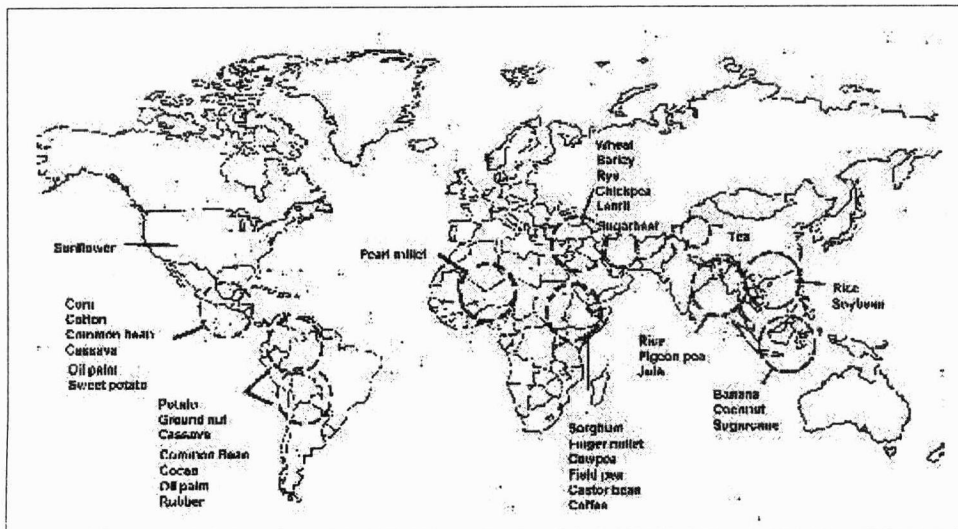 Wheat
Barley
Rye
Chickpea
Lentil
Sugarbeet
Tea
Sunflower
Pearl millet
Corn
Cotton
Common bean
Cassava
Oil palm
Sweet potato
Rice
Soybean
Rice
Pigeon pea
Jute
Banana
Coconut
Sugarcane
Potato
Ground nut
Cassava
Common Bean
Cocoa
Oil palm
Rubber
Sorghum
Finger millet
Cowpea
Field pea
Castor bean
Coffee